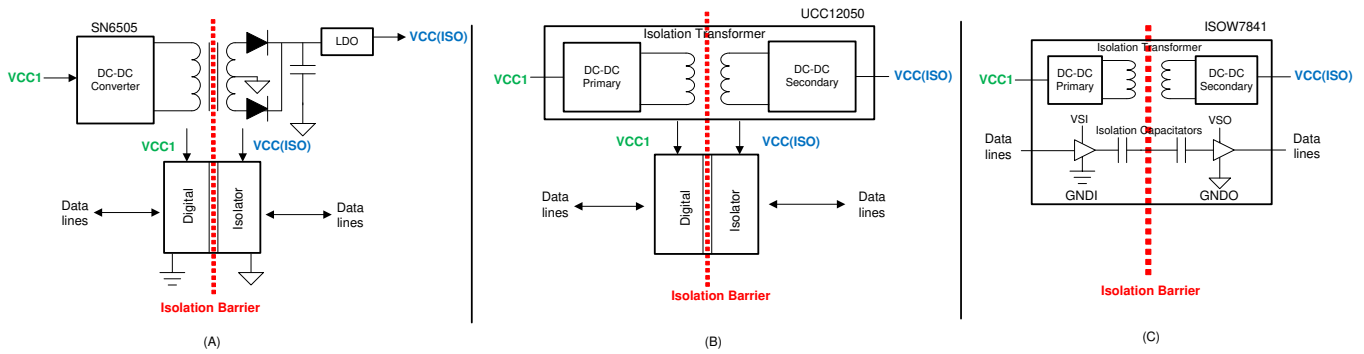 SN6505
VCC1
DC-DC
Converter
LDO
VCC(ISO)
VCC1
VCC(ISO)
Data
lines
Digital
Isolator
Data
lines
Isolation Barrier
(A)
UCC12050
Isolation Transformer
VCC1
DC-DC
Primary
DC-DC
Secondary
VCC(ISO)
VCC1
VCC(ISO)
Data
lines
Digital
Isolator
Data
lines
Isolation Barrier
(B)
ISOW7841
Isolation Transformer
VCC1
DC-DC
Primary
DC-DC
Secondary
VCC(ISO)
VSI
Isolation Capacitors
VSO
Data
lines
Data
lines
GNDI
GNDO
Isolation Barrier
(C)